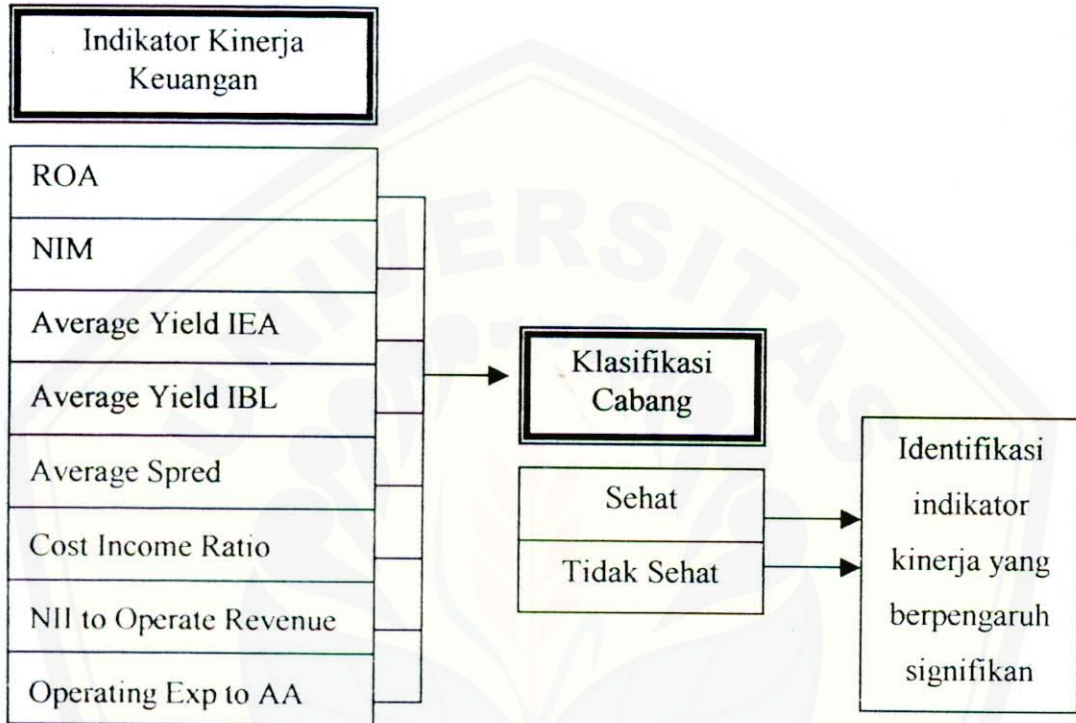 Indikator Kinerja
Keuangan
ROA
NIM
Average Yield IEA
Average Yield IBL
Average Spred
Cost Income Ratio
NII to Operate Revenue
Operating Exp to AA
Klasifikasi
Cabang
Sehat
Tidak Sehat
Identifikasi
indikator
kinerja yang
berpengaruh
signifikan
UNIVERSITAS